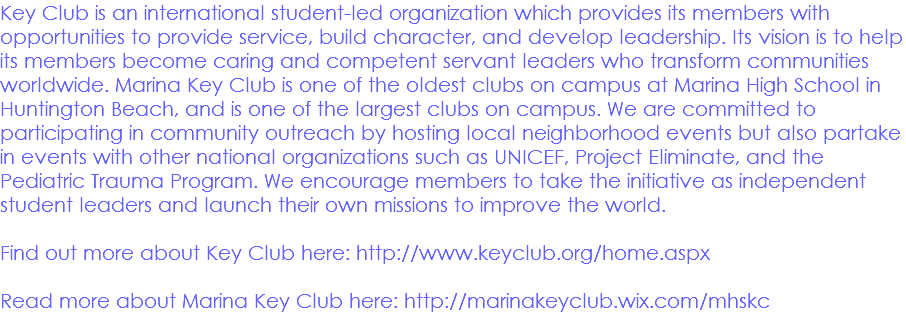 Key Club is an international student-led organization which provides its members with
opportunities to provide service, build character, and develop leadership. Its vision is to help
its members become caring and competent servant leaders who transform communities
worldwide. Marina Key Club is one of the oldest clubs on campus at Marina High School in
Huntington Beach, and is one of the largest clubs on campus. We are committed to
participating in community outreach by hosting local neighborhood events but also partake
in events with other national organizations such as UNICEF, Project Eliminate, and the
Pediatric Trauma Program. We encourage members to take the initiative as independent
student leaders and launch their own missions to improve the world.
Find out more about Key Club here: http://www.keyclub.org/home.aspx
Read more about Marina Key Club here: http://marinakeyclub.wix.com/mhskc